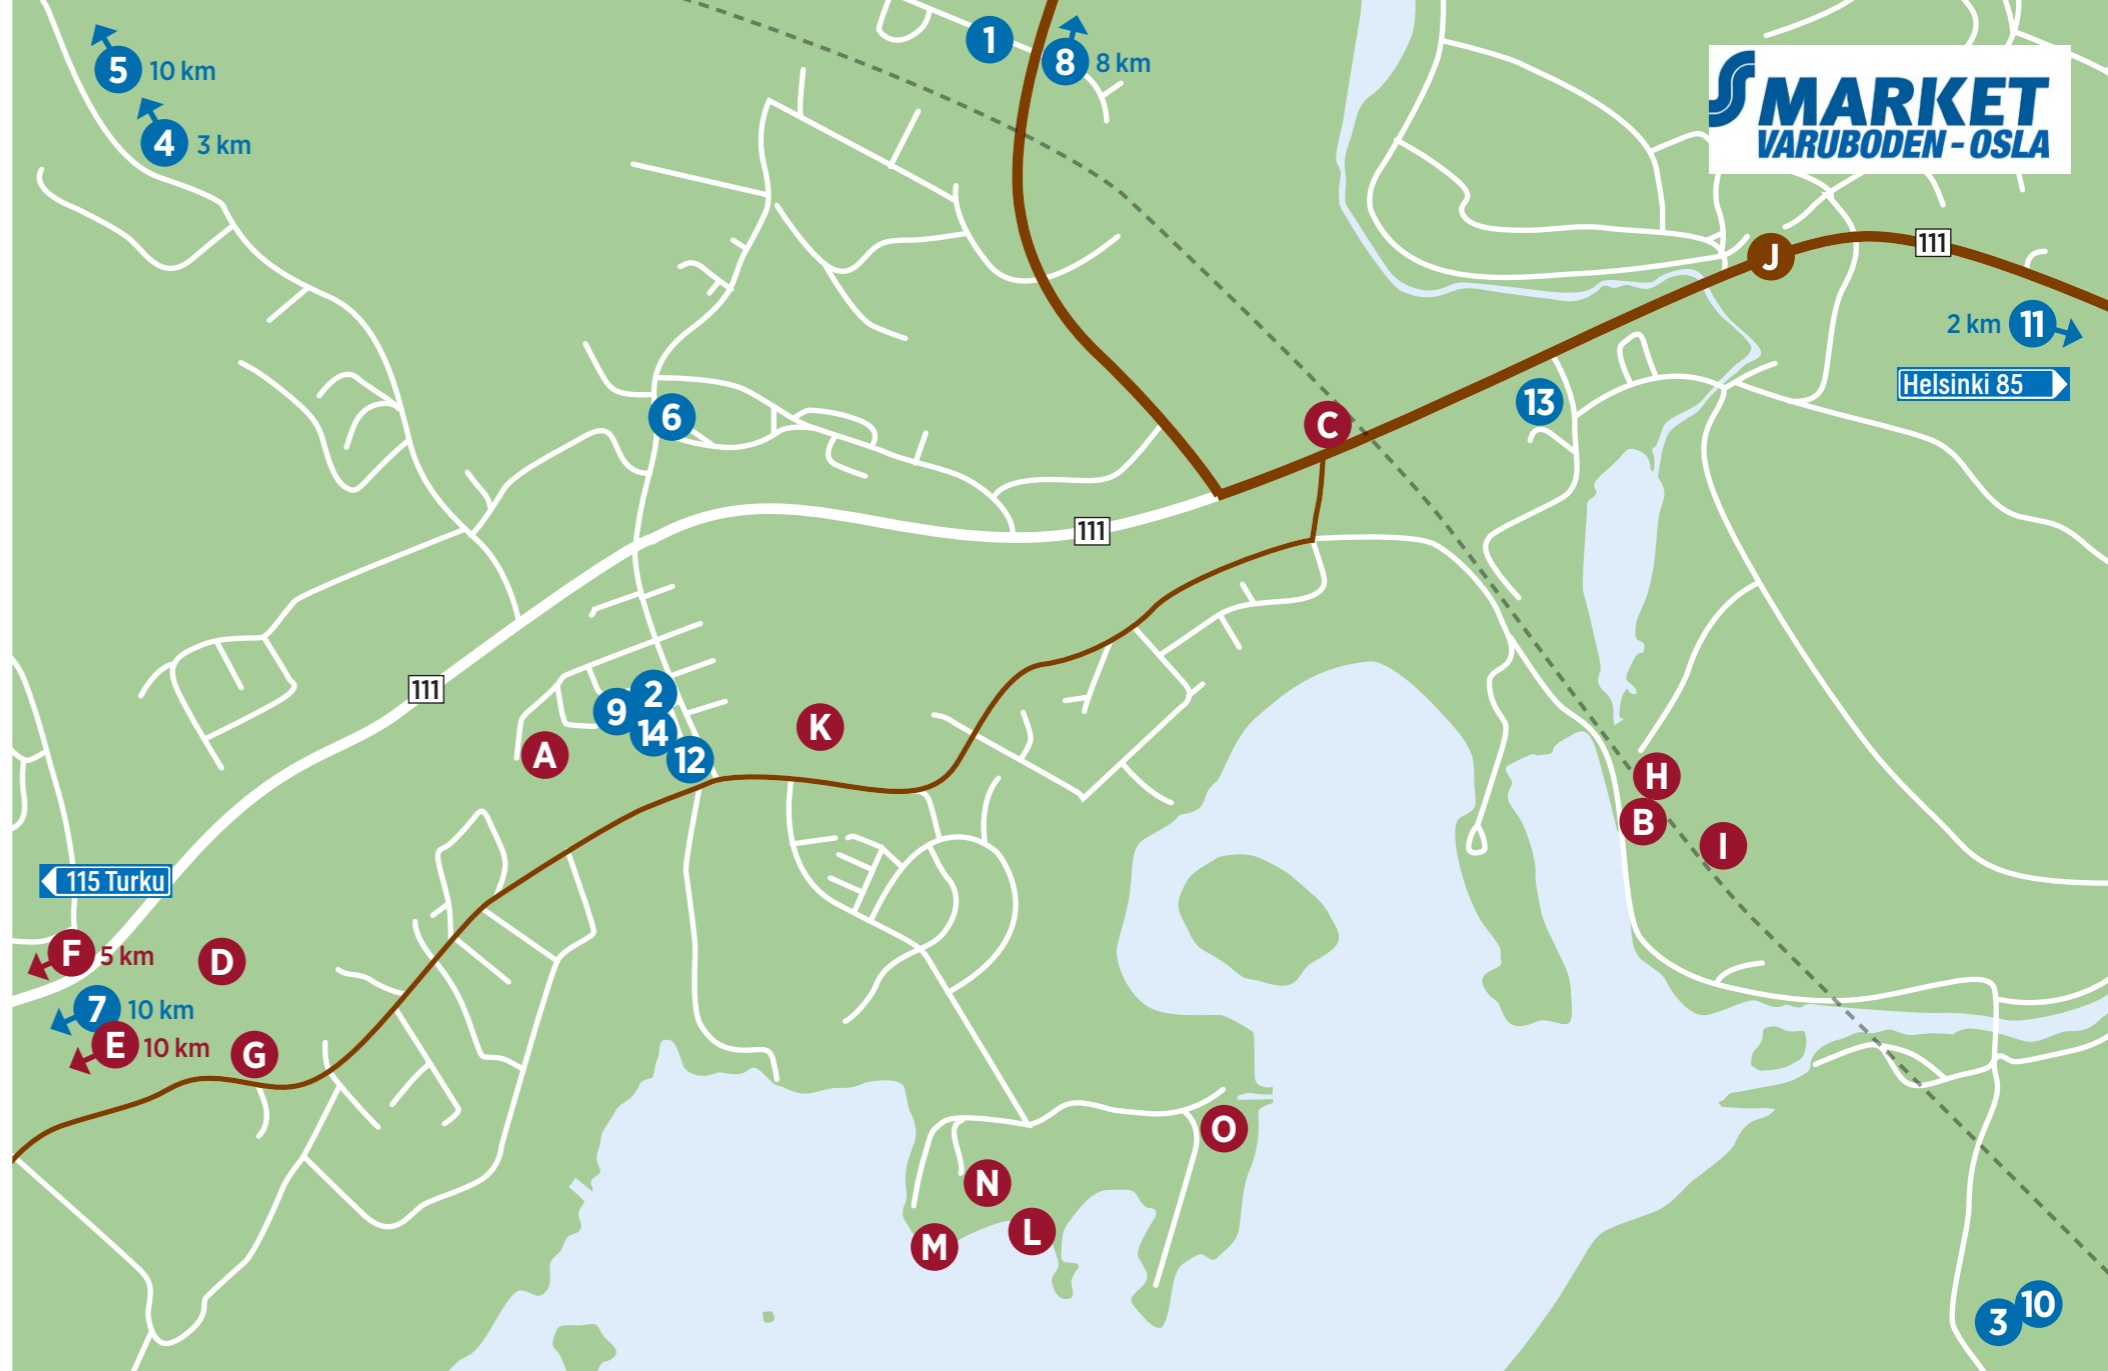 1
8 8 km
5 10 km
4 3 km
S MARKET
VARUBODEN - OSLA
111
J
2 km 11
Helsinki 85
13
C
6
111
111
2
9
14
12
A
K
H
B
I
115 Turku
F 5 km
D
7 10 km
E 10 km
G
O
N
L
M
10
3